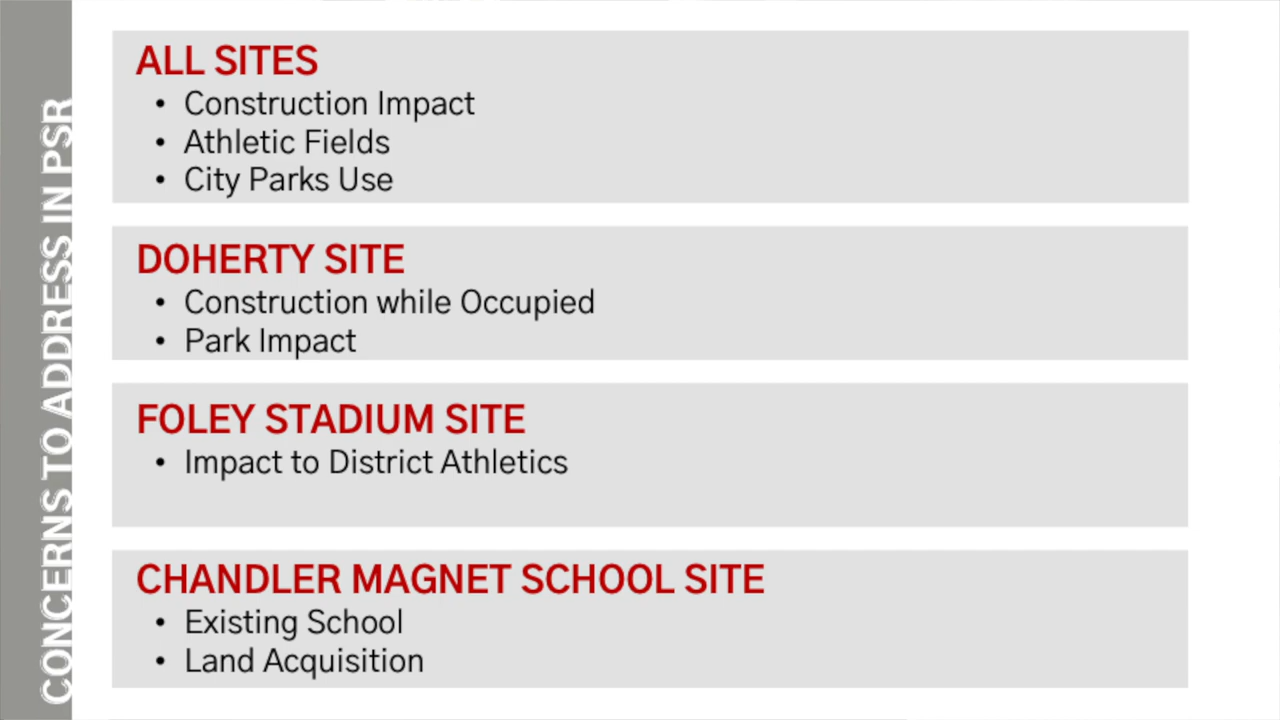 CONCERNS TO ADDRESS IN PSR
ALL SITES
• Construction Impact
• Athletic Fields
• City Parks Use
DOHERTY SITE
• Construction while Occupied
• Park Impact
FOLEY STADIUM SITE
• Impact to District Athletics
CHANDLER MAGNET SCHOOL SITE
• Existing School
• Land Acquisition